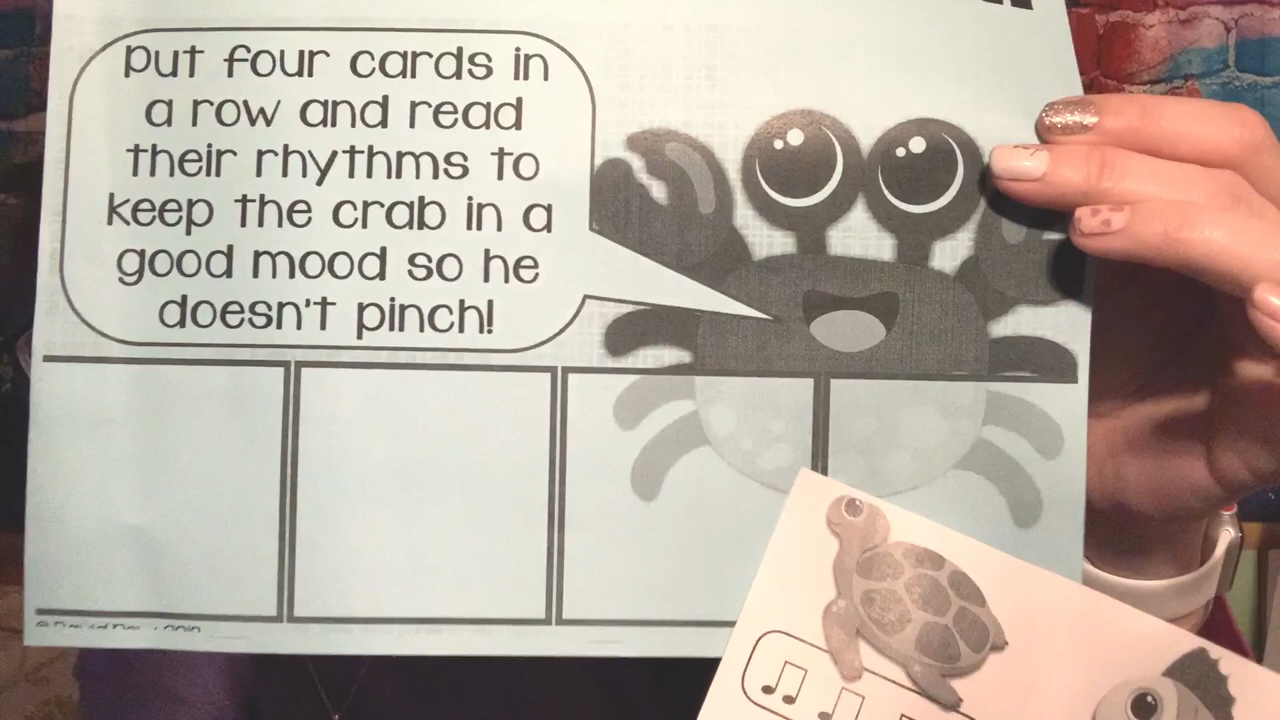 put four cards in
a row and read
their rhythms to
keep the crab in a
good mood so he
doesn't pinch!